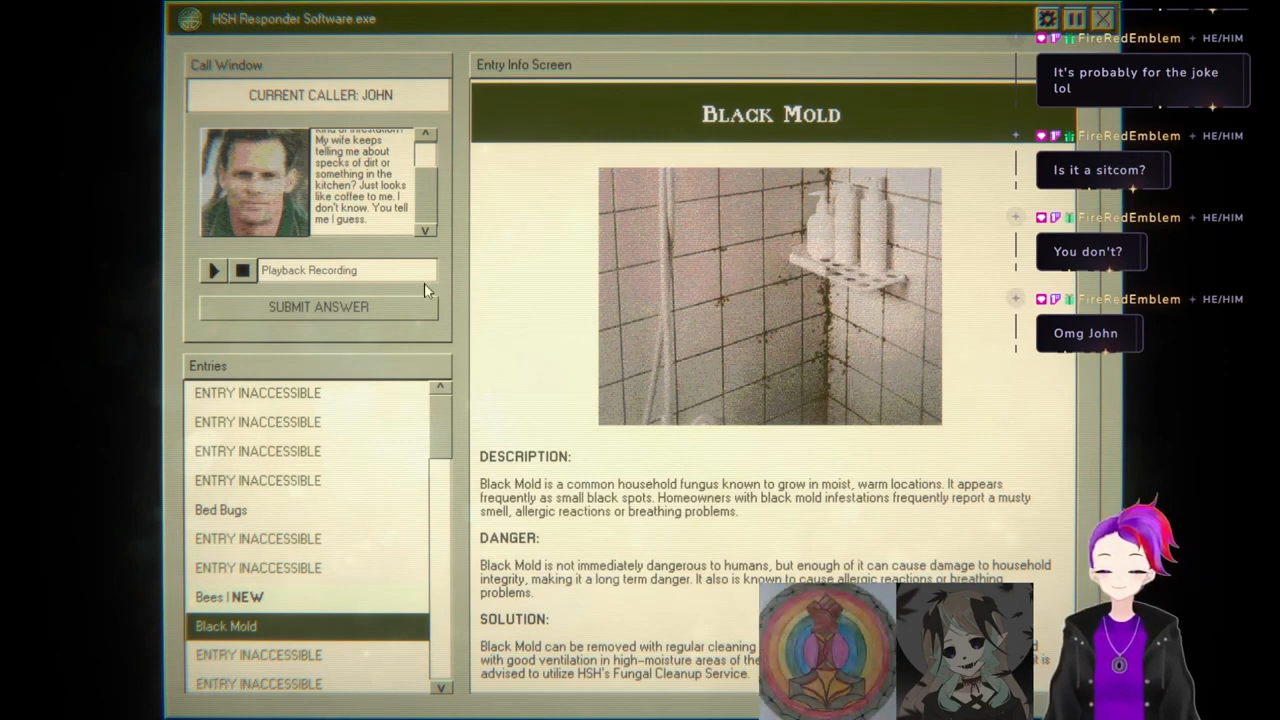 HSH Responder Software.exe
Call Window
CURRENT CALLER: JOHN
My wife keeps
telling me about
specks of dirt or
something in the
kitchen? Just looks
like coffee to me. I
don't know. You tell
me I guess.
Playback Recording
SUBMIT ANSWER
Entries
ENTRY INACCESSIBLE
ENTRY INACCESSIBLE
ENTRY INACCESSIBLE
ENTRY INACCESSIBLE
Bed Bugs
ENTRY INACCESSIBLE
ENTRY INACCESSIBLE
Bees | NEW
Black Mold
ENTRY INACCESSIBLE
ENTRY INACCESSIBLE
Entry Info Screen
BLACK MOLD
DESCRIPTION:
Black Mold is a common household fungus known to grow in moist, warm locations. It appears
frequently as small black spots. Homeowners with black mold infestations frequently report a musty
smell, allergic reactions or breathing problems.
DANGER:
Black Mold is not immediately dangerous to humans, but enough of it can cause damage to household
integrity, making it a long term danger. It also is known to cause allergic reactions or breathing
problems.
SOLUTION:
Black Mold can be removed with regular cleaning
with good ventilation in high-moisture areas of the
advised to utilize HSH's Fungal Cleanup Service.
FireRedEmblem HE/HIM
It's probably for the joke
lol
FireRedEmblem HE/HIM
Is it a sitcom?
FireRedEmblem HE/HIM
You don't?
FireRedEmblem HE/HIM
Omg John